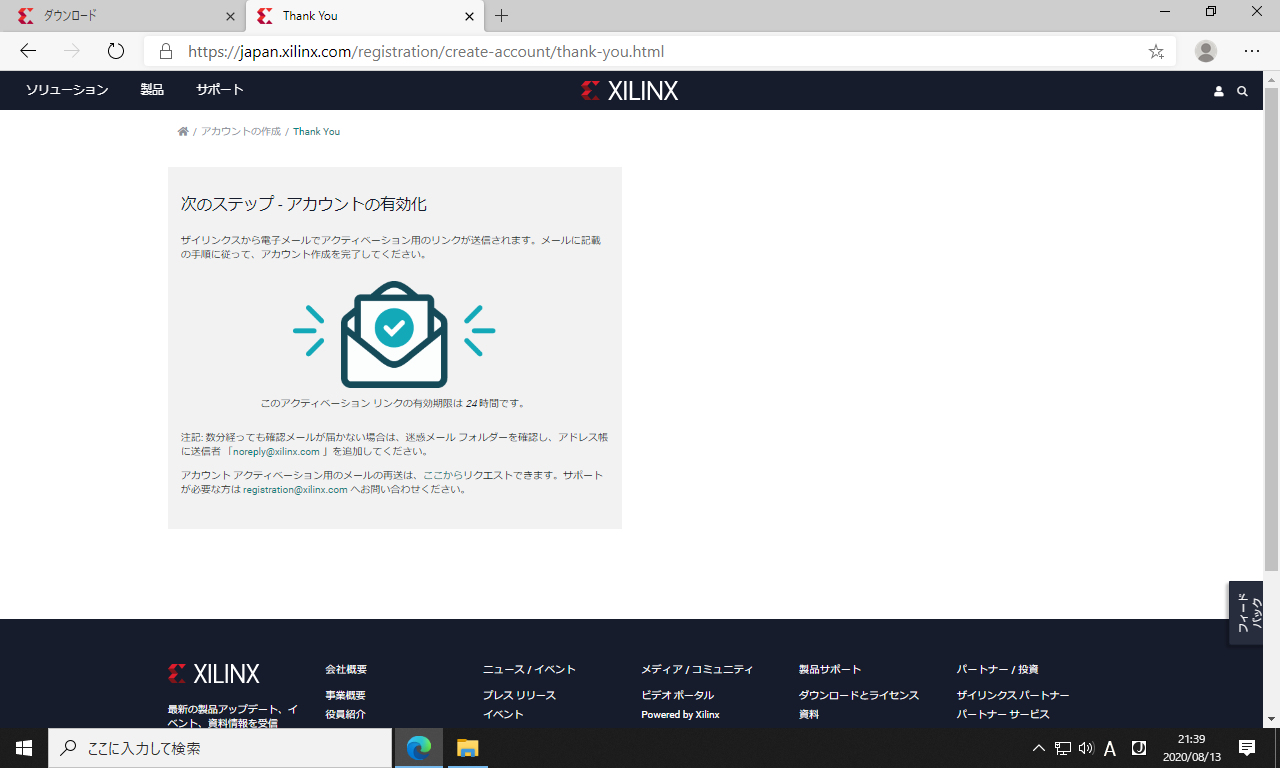 ダウンロード
Thank You
https://japan.xilinx.com/registration/create-account/thank-you.html
ソリューション 製品 サポート
XILINX
/ アカウントの作成 / Thank You
次のステップ - アカウントの有効化
ザイリンクスから電子メールでアクティベーション用のリンクが送信されます。メールに記載
の手順に従って、アカウント作成を完了してください。
このアクティベーション リンクの有効期限は 24 時間です。
注記: 数分経っても確認メールが届かない場合は、迷惑メール フォルダーを確認し、アドレス帳
に送信者 「noreply@xilinx.com 」を追加してください。
アカウント アクティベーション用のメールの再送は、ここからリクエストできます。サポート
が必要な方は registration@xilinx.com へお問い合わせください。
フィード
バック
XILINX
最新の製品アップデート、イ
ベント、資料情報を受信
会社概要
事業概要
役員紹介
ニュース / イベント
プレス リリース
イベント
メディア / コミュニティ
ビデオ ポータル
Powered by Xilinx
製品サポート
ダウンロードとライセンス
資料
パートナー / 投資
ザイリンクス パートナー
パートナー サービス
ここに入力して検索
A
J
21:39
2020/08/13